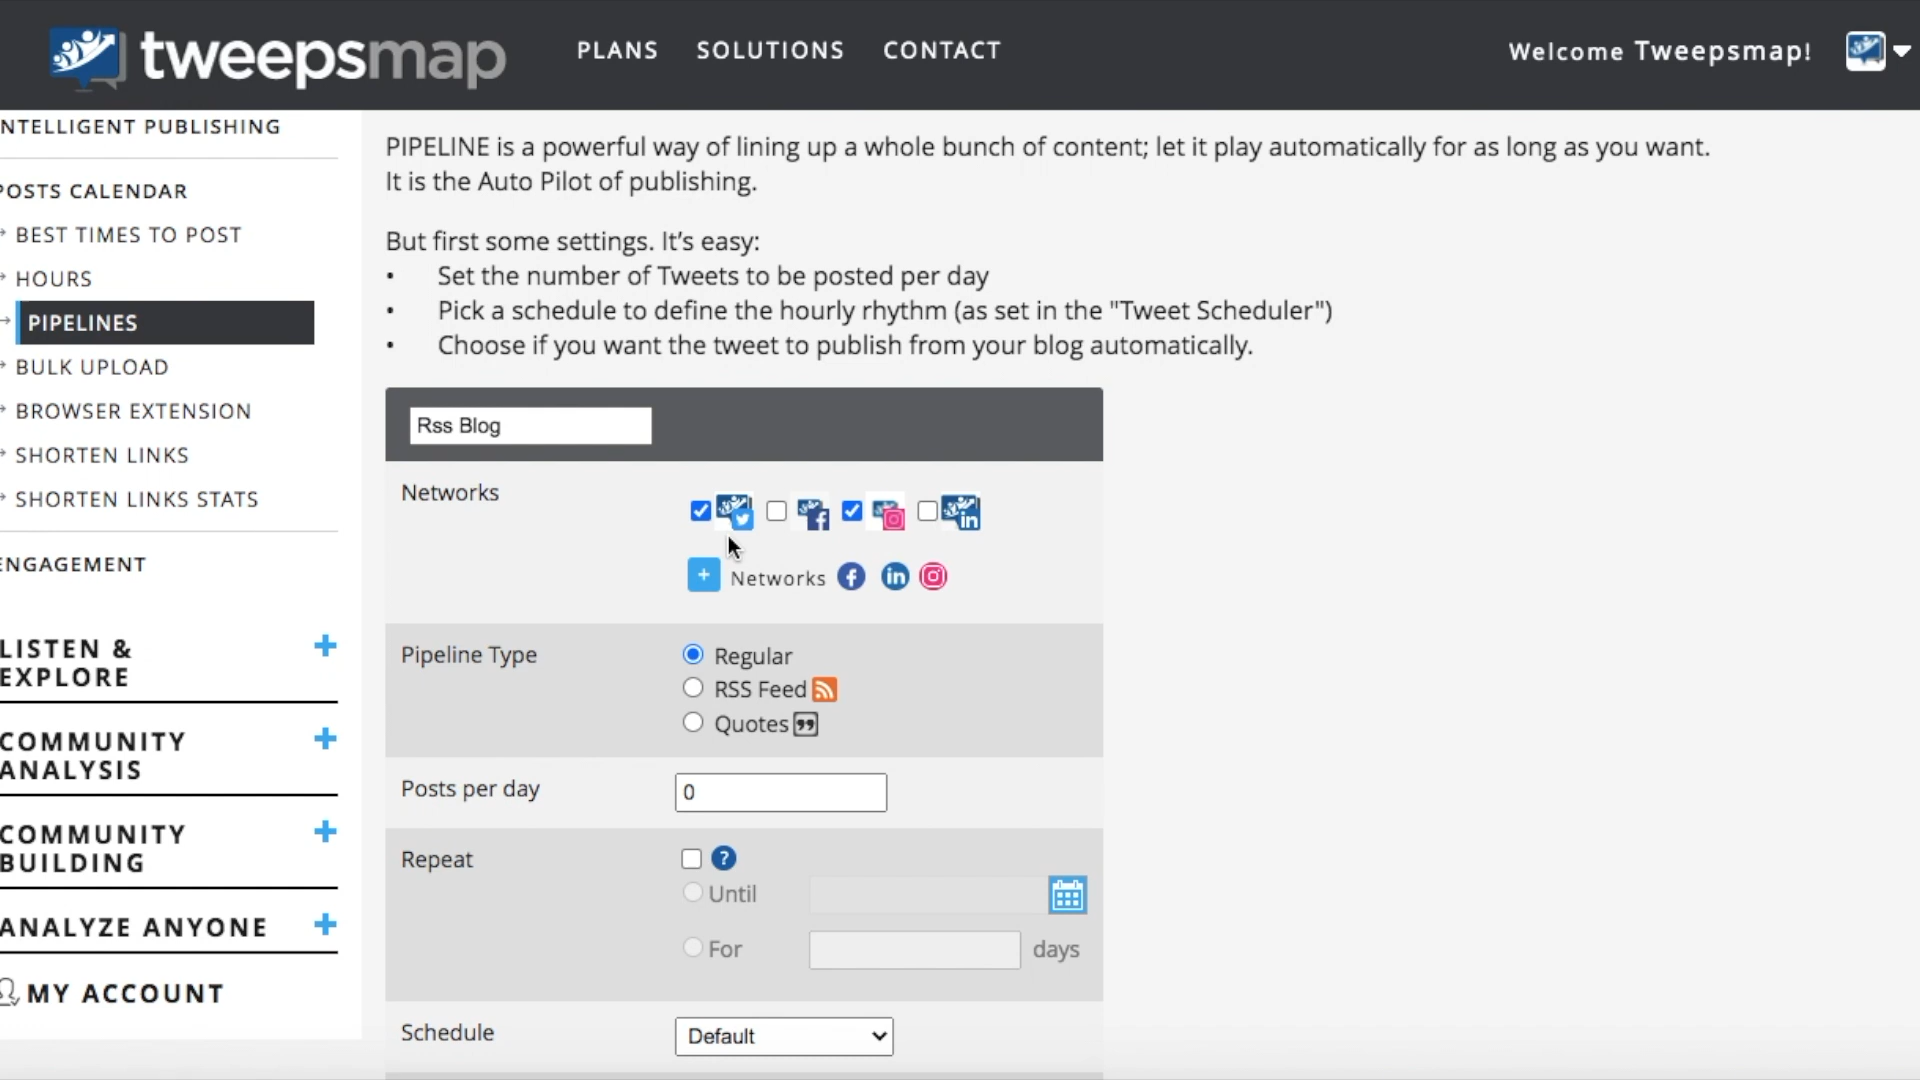 tweepsmap
PLANS SOLUTIONS CONTACT
Welcome Tweepsmap!
NTELLIGENT PUBLISHING
POSTS CALENDAR
BEST TIMES TO POST
HOURS
PIPELINES
BULK UPLOAD
BROWSER EXTENSION
SHORTEN LINKS
SHORTEN LINKS STATS
ENGAGEMENT
LISTEN &
EXPLORE
COMMUNITY
ANALYSIS
COMMUNITY
BUILDING
ANALYZE ANYONE
MY ACCOUNT
PIPELINE is a powerful way of lining up a whole bunch of content; let it play automatically for as long as you want.
It is the Auto Pilot of publishing.
But first some settings. It's easy:
• Set the number of Tweets to be posted per day
• Pick a schedule to define the hourly rhythm (as set in the "Tweet Scheduler")
• Choose if you want the tweet to publish from your blog automatically.
Rss Blog
Networks
+ Networks
Pipeline Type
Regular
RSS Feed
Quotes
Posts per day
0
Repeat
?
Until
For days
Schedule
Default